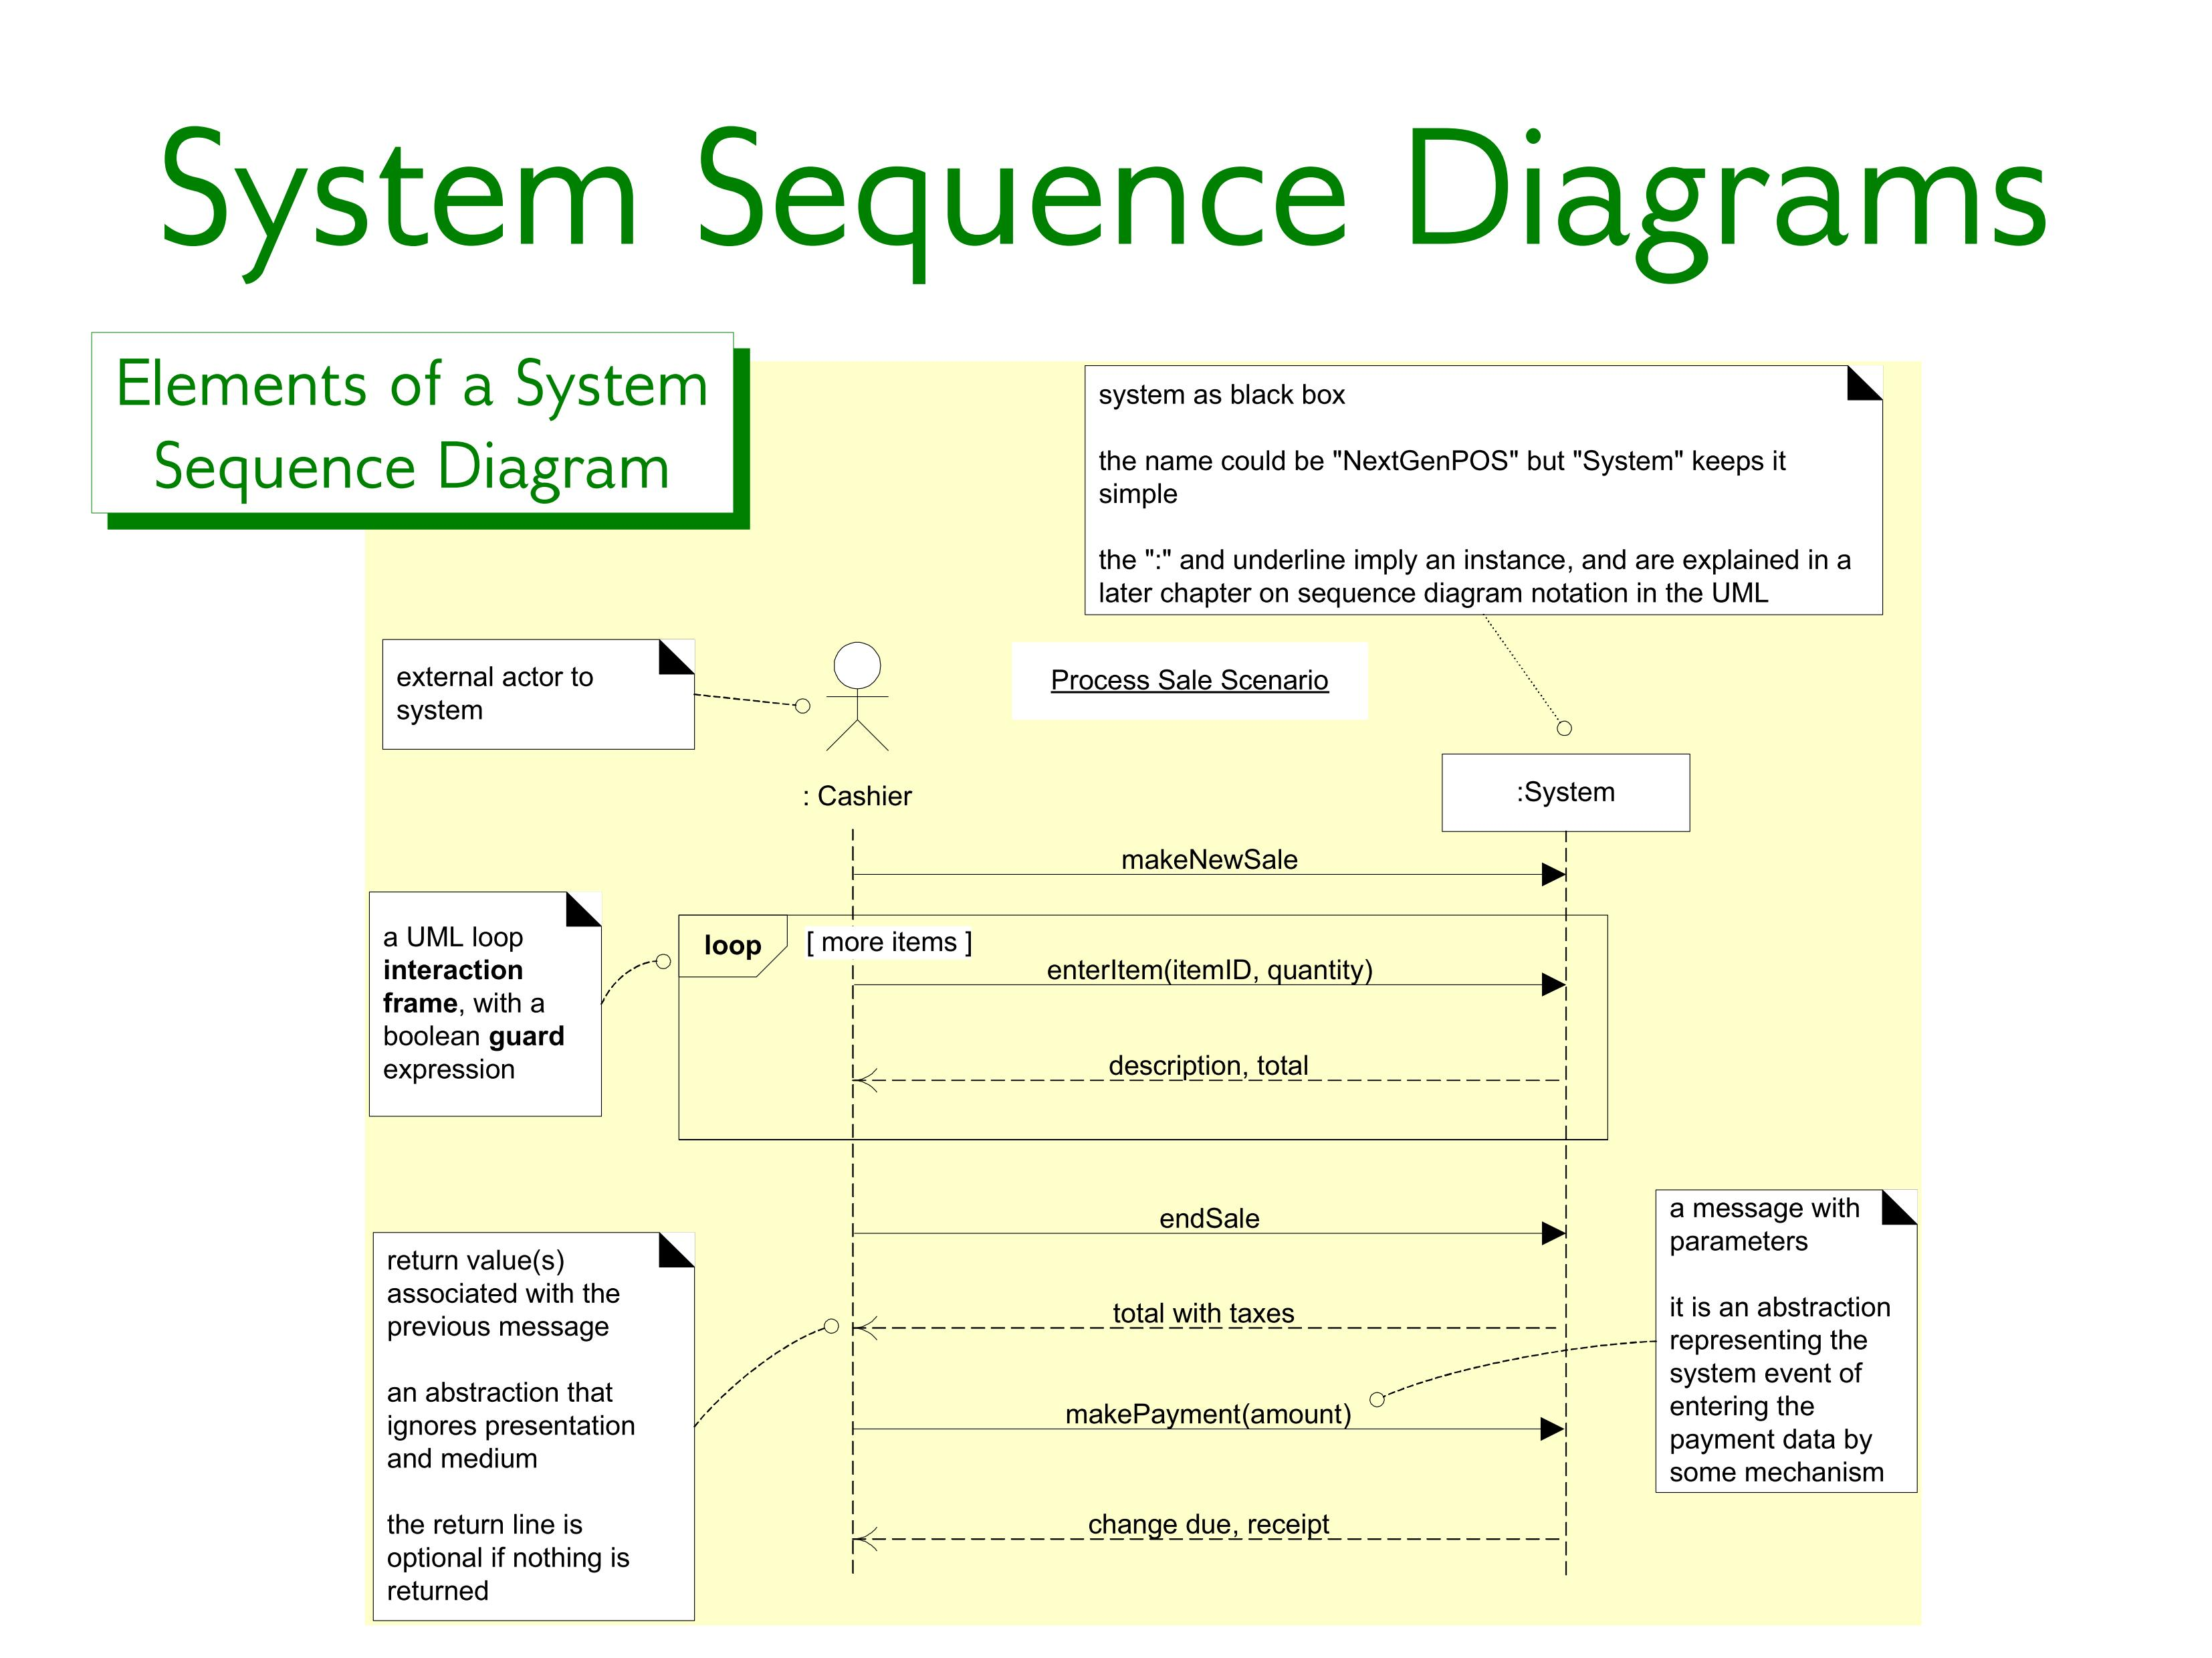 System Sequence Diagrams
Elements of a System
Sequence Diagram
system as black box
the name could be "NextGenPOS" but "System" keeps it
simple
the ":" and underline imply an instance, and are explained in a
later chapter on sequence diagram notation in the UML
external actor to
system
Process Sale Scenario
: Cashier
:System
makeNewSale
a UML loop
interaction
frame, with a
boolean guard
expression
loop
[ more items ]
enterItem(itemID, quantity)
description, total
endSale
return value(s)
associated with the
previous message
an abstraction that
ignores presentation
and medium
the return line is
optional if nothing is
returned
total with taxes
a message with
parameters
it is an abstraction
representing the
system event of
entering the
payment data by
some mechanism
makePayment(amount)
change due, receipt